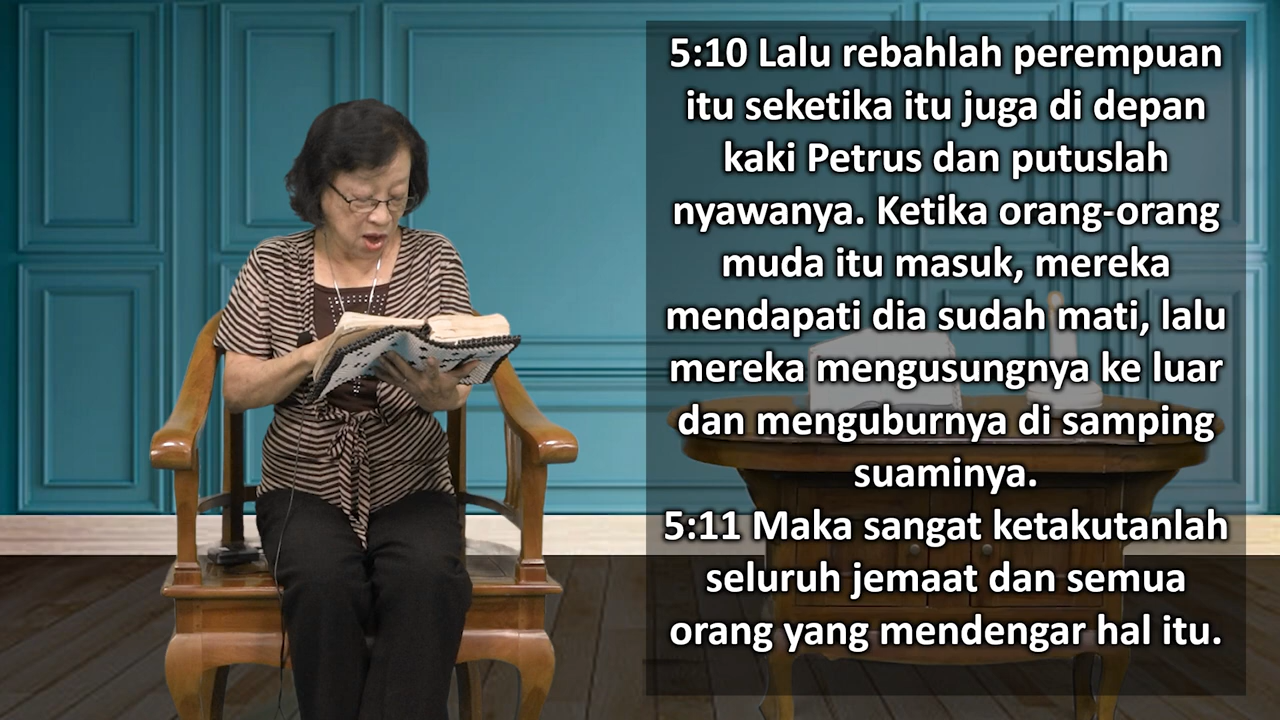 5:10 Lalu rebahlah perempuan
itu seketika itu juga di depan
kaki Petrus dan putuslah
nyawanya. Ketika orang-orang
muda itu masuk, mereka
mendapati dia sudah mati, lalu
mereka mengusungnya ke luar
dan menguburnya di samping
suaminya.
5:11 Maka sangat ketakutanlah
seluruh jemaat dan semua
orang yang mendengar hal itu.